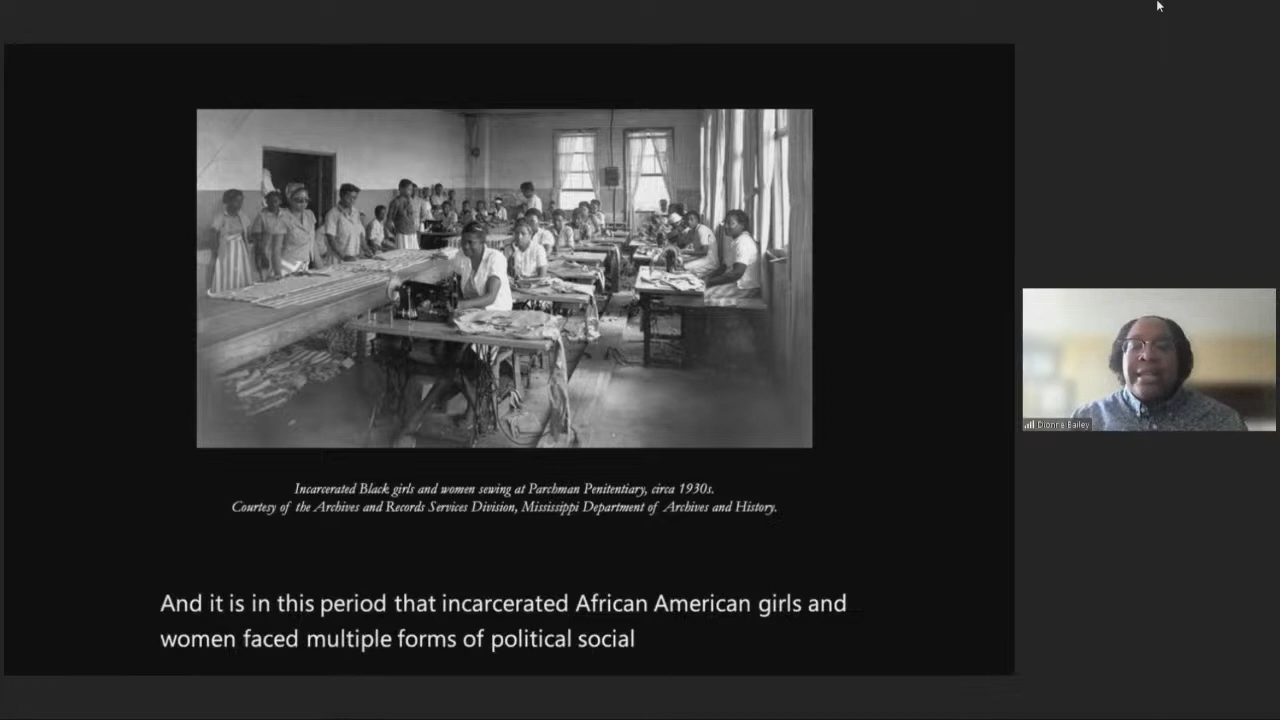 Incarcerated Black girls and women sewing at Parchman Penitentiary, circa 1930s.
Courtesy of the Archives and Records Services Division, Mississippi Department of Archives and History.
And it is in this period that incarcerated African American girls and
women faced multiple forms of political social
Dionne Bailey